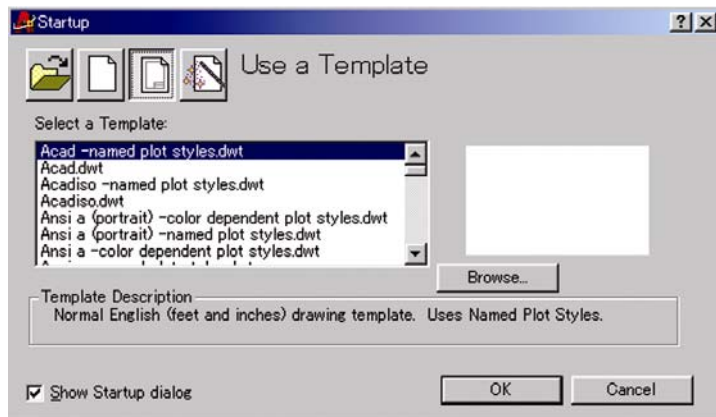 Startup
Use a Template
Select a Template:
Acad -named plot styles.dwt
Acad.dwt
Acadiso -named plot styles.dwt
Acadiso.dwt
Ansi a (portrait) -color dependent plot styles.dwt
Ansi a (portrait) -named plot styles.dwt
Ansi a -color dependent plot styles.dwt
Browse...
Template Description
Normal English (feet and inches) drawing template. Uses Named Plot Styles.
Show Startup dialog
OK
Cancel